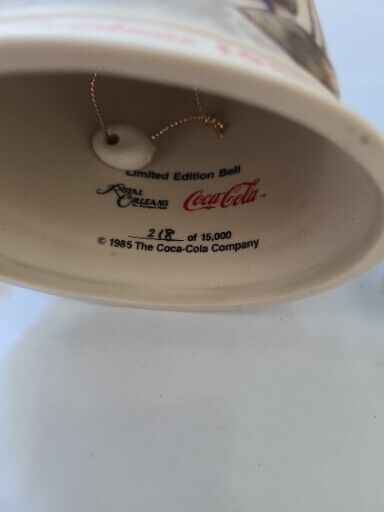 Limited Edition Bell
Royal Orleans
Coca-Cola
218 of 15,000
© 1985 The Coca-Cola Company